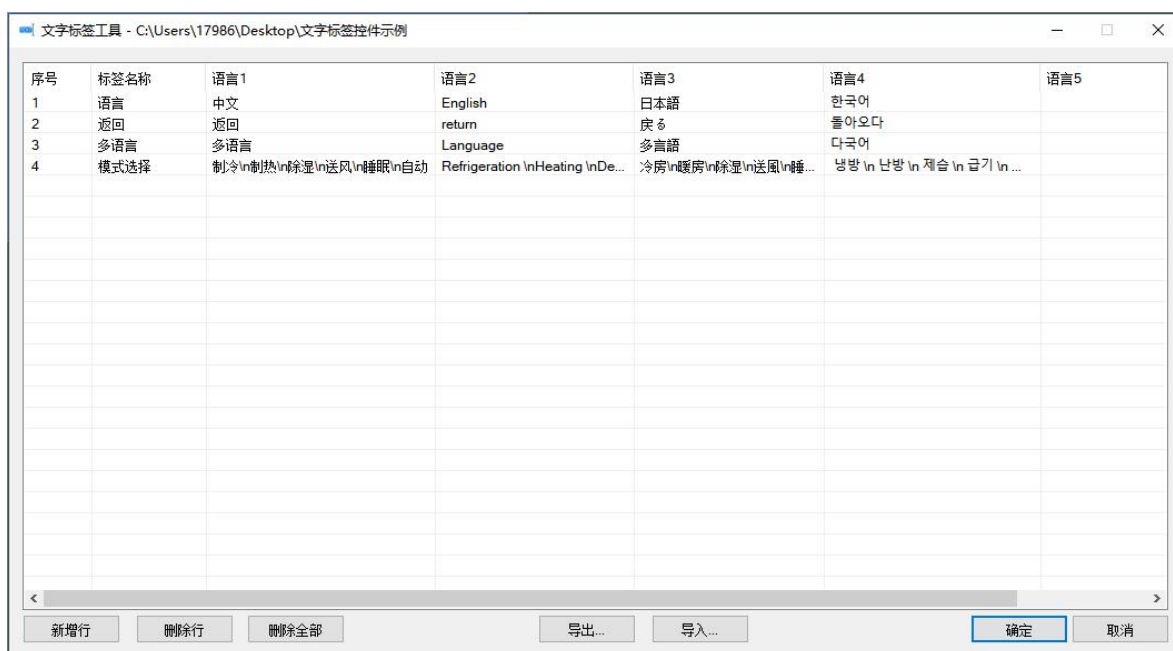 文字标签工具 - C:\Users\17986\Desktop\文字标签控件示例
序号 标签名称 语言1 语言2 语言3 语言4 语言5
1 语言 中文 English 日本語 한국어
2 返回 返回 return 戻る 돌아오다
3 多语言 多语言 Language 多言語 다국어
4 模式选择 制冷\n制热\n除湿\n送风\n睡眠\n自动 Refrigeration \nHeating \nDe... 冷房\n暖房\n除湿\n送風\n睡... 냉방 \n 난방 \n 제습 \n 급기 \n ...
新增行 删除行 删除全部 导出... 导入... 确定 取消